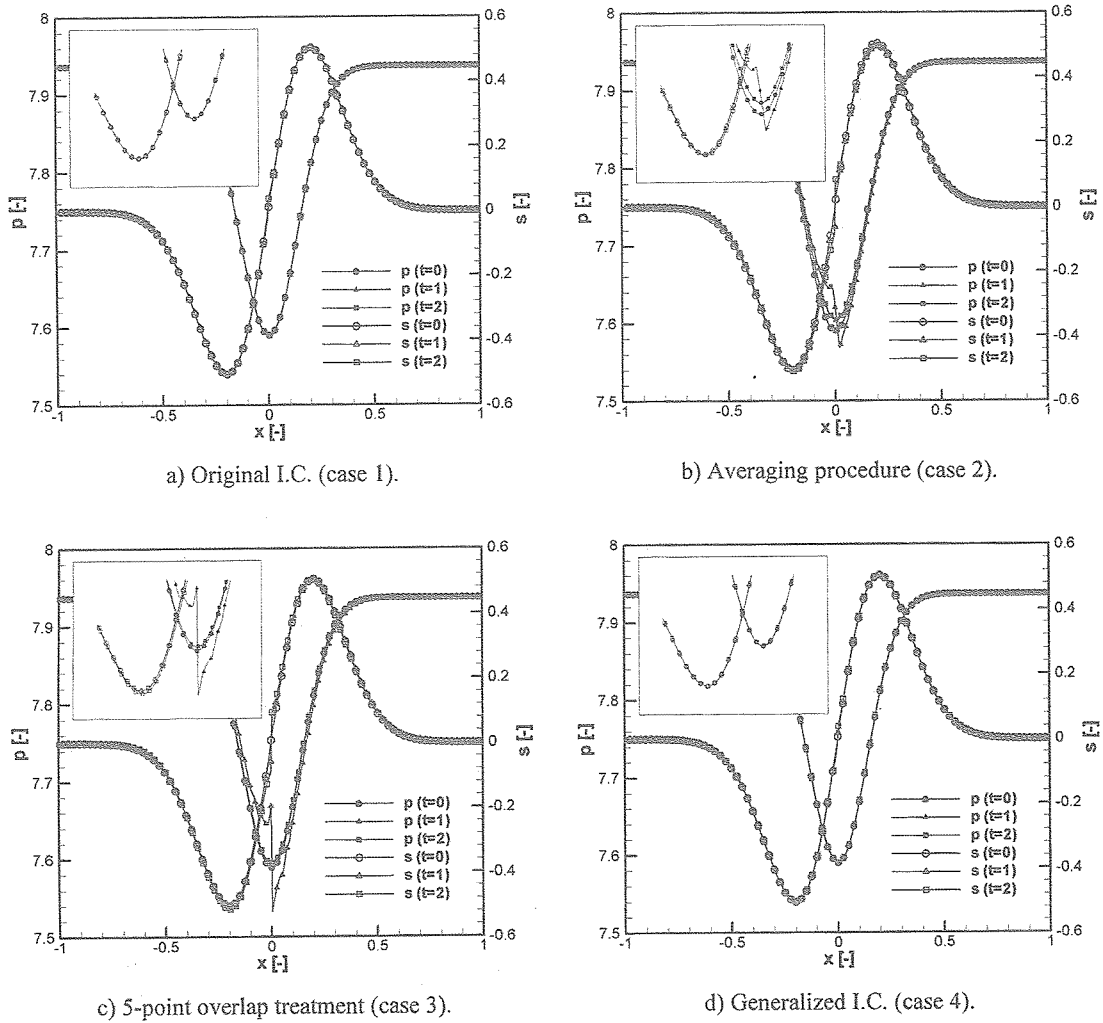 8
7.9
7.8
7.7
7.6
7.5
p [-]
0.6
0.4
0.2
0
-0.2
-0.4
-0.6
s [-]
p (t=0)
p (t=1)
p (t=2)
s (t=0)
s (t=1)
s (t=2)
-1
-0.5
0
0.5
1
x [-]
a) Original I.C. (case 1).
8
7.9
7.8
7.7
7.6
7.5
p [-]
0.6
0.4
0.2
0
-0.2
-0.4
-0.6
s [-]
p (t=0)
p (t=1)
p (t=2)
s (t=0)
s (t=1)
s (t=2)
-1
-0.5
0
0.5
1
x [-]
b) Averaging procedure (case 2).
8
7.9
7.8
7.7
7.6
7.5
p [-]
0.6
0.4
0.2
0
-0.2
-0.4
-0.6
s [-]
p (t=0)
p (t=1)
p (t=2)
s (t=0)
s (t=1)
s (t=2)
-1
-0.5
0
0.5
1
x [-]
c) 5-point overlap treatment (case 3).
8
7.9
7.8
7.7
7.6
7.5
p [-]
0.6
0.4
0.2
0
-0.2
-0.4
-0.6
s [-]
p (t=0)
p (t=1)
p (t=2)
s (t=0)
s (t=1)
s (t=2)
-1
-0.5
0
0.5
1
x [-]
d) Generalized I.C. (case 4).